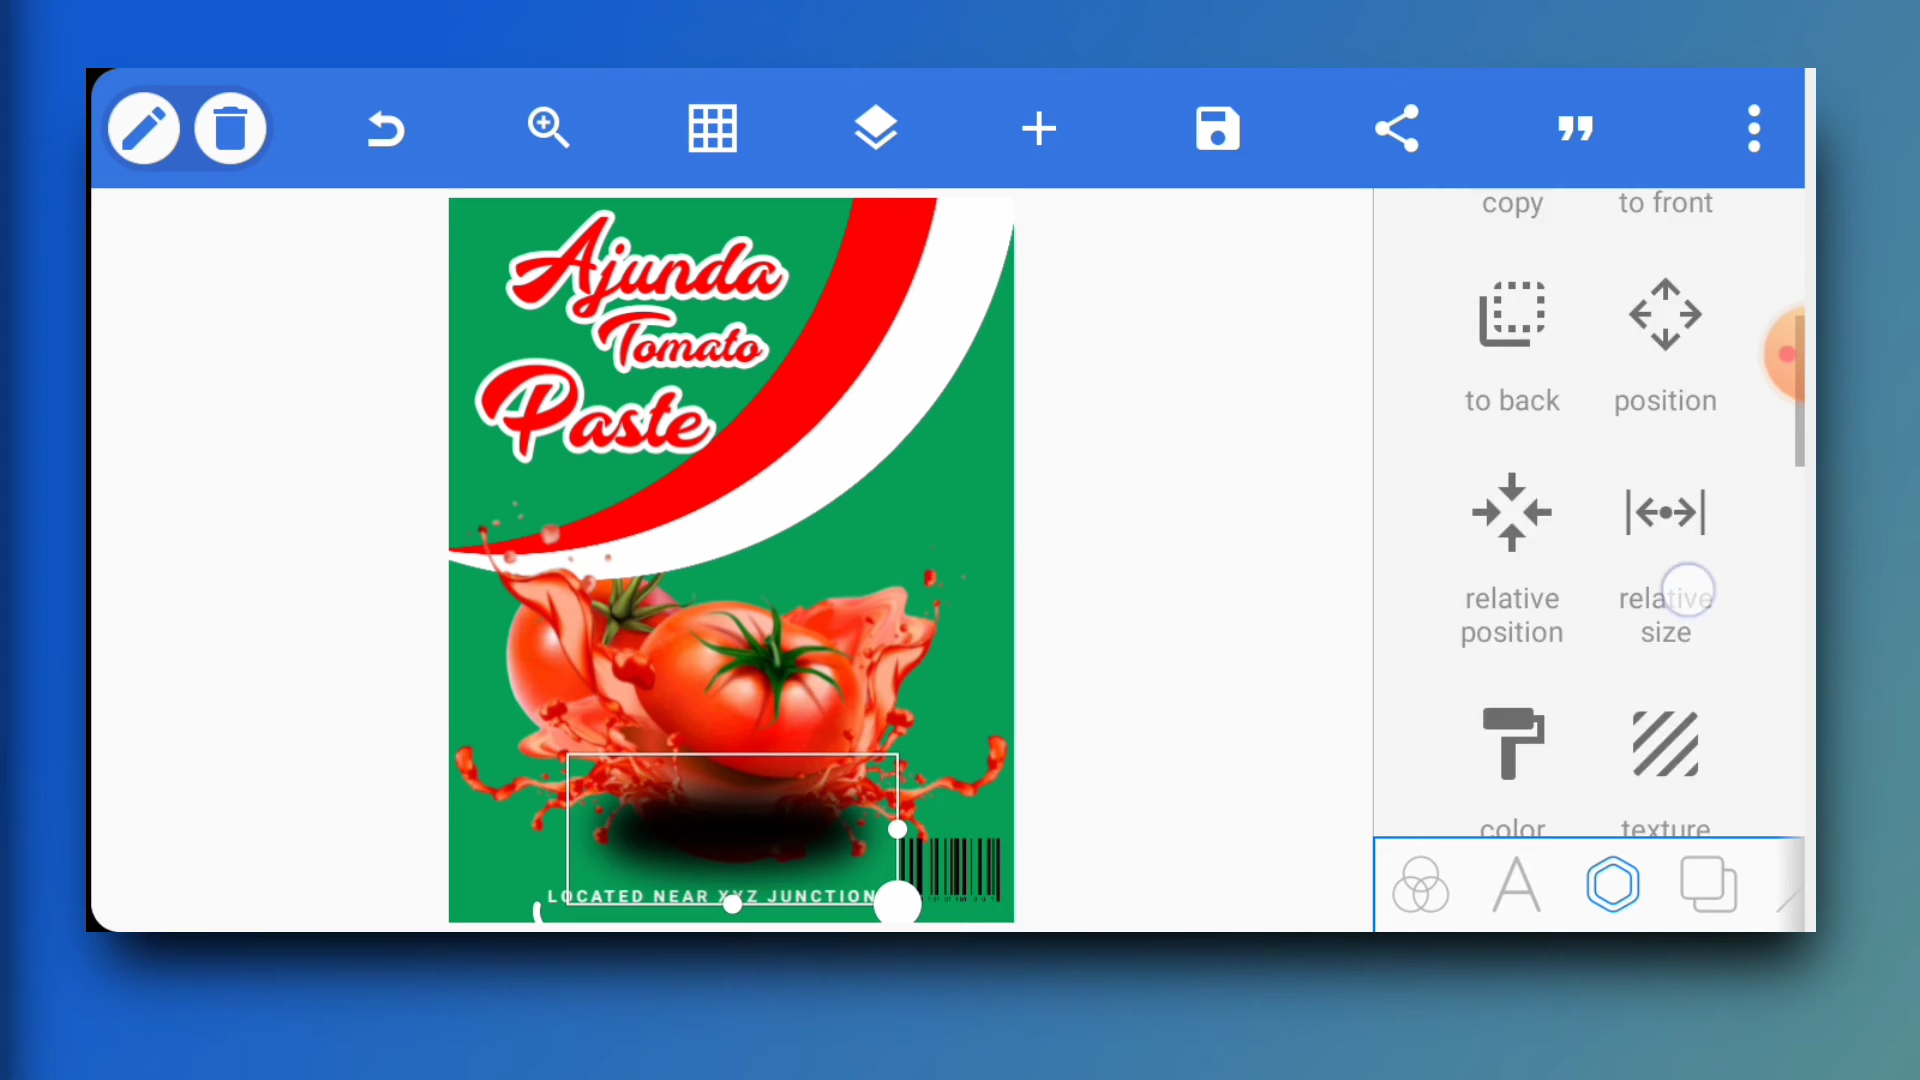 copy
to front
Ajunda
Tomato
Paste
to back
position
relative
position
relative
size
color
texture
LOCATED NEAR XYZ JUNCTION